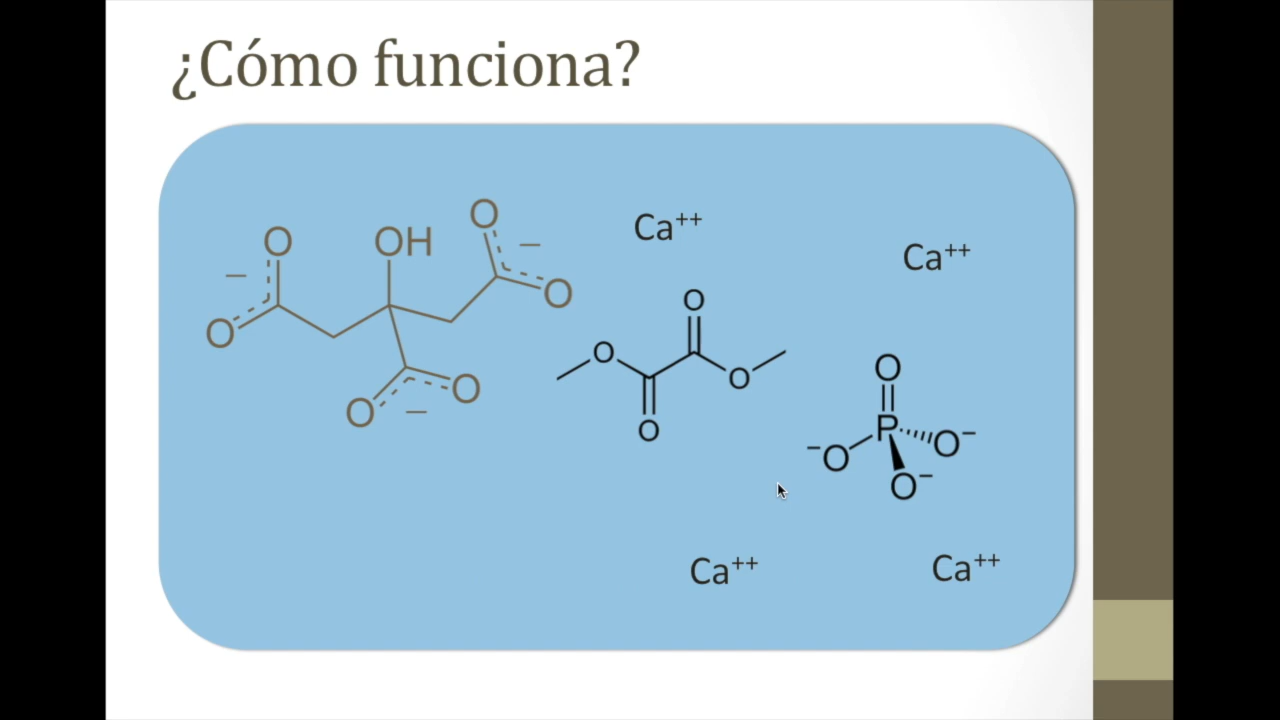 ¿Cómo funciona?
O OH O
− −
O O
Ca⁺⁺ Ca⁺⁺
O O −
O
O O
O
P
⁻O O⁻
O⁻
Ca⁺⁺ Ca⁺⁺